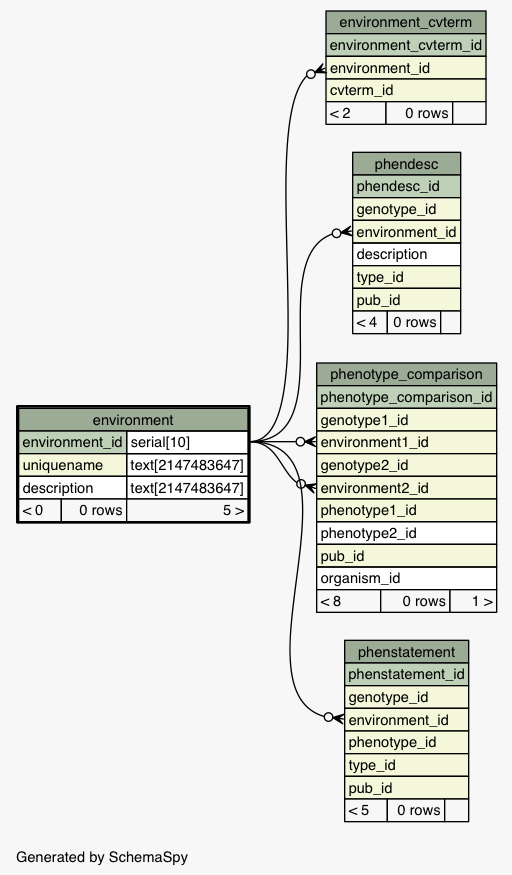 environment_cvterm
environment_cvterm_id
environment_id
cvterm_id
< 2 0 rows
phendesc
phendesc_id
genotype_id
environment_id
description
type_id
pub_id
< 4 0 rows
phenotype_comparison
phenotype_comparison_id
genotype1_id
environment1_id
genotype2_id
environment2_id
phenotype1_id
phenotype2_id
pub_id
organism_id
< 8 0 rows 1 >
environment
environment_id serial[10]
uniquename text[2147483647]
description text[2147483647]
< 0 0 rows 5 >
phenstatement
phenstatement_id
genotype_id
environment_id
phenotype_id
type_id
pub_id
< 5 0 rows
Generated by SchemaSpy